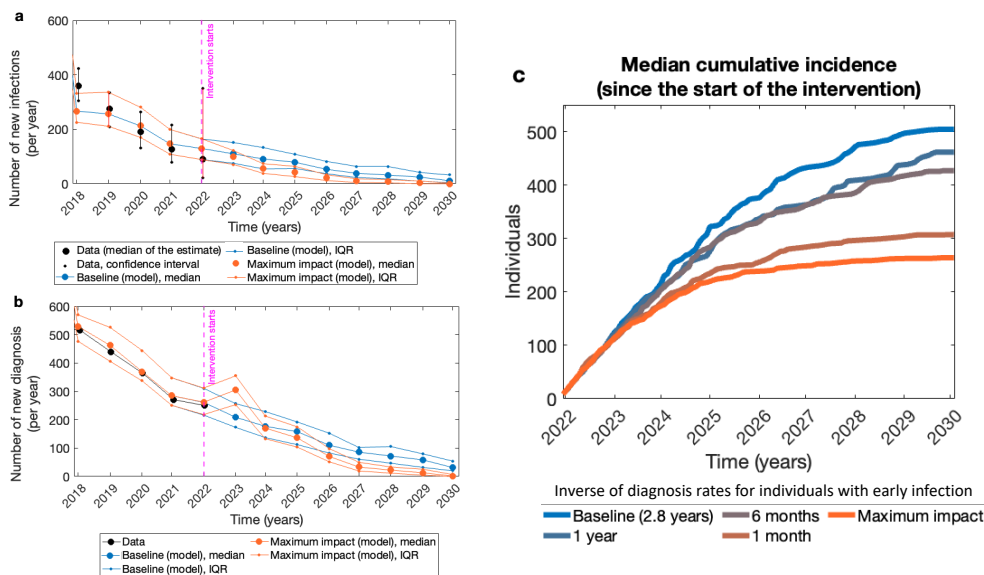 a
600
400
200
0
Number of new infections
(per year)
Intervention starts
2018 2019 2020 2021 2022 2023 2024 2025 2026 2027 2028 2029 2030
Time (years)
Data (median of the estimate)
Data, confidence interval
Baseline (model), median
Baseline (model), IQR
Maximum impact (model), median
Maximum impact (model), IQR
b
600
500
400
300
200
100
0
Number of new diagnosis
(per year)
Intervention starts
2018 2019 2020 2021 2022 2023 2024 2025 2026 2027 2028 2029 2030
Time (years)
Data
Baseline (model), median
Baseline (model), IQR
Maximum impact (model), median
Maximum impact (model), IQR
c
Median cumulative incidence
(since the start of the intervention)
500
400
300
200
100
0
Individuals
2022 2023 2024 2025 2026 2027 2028 2029 2030
Time (years)
Inverse of diagnosis rates for individuals with early infection
Baseline (2.8 years)
1 year
6 months
1 month
Maximum impact